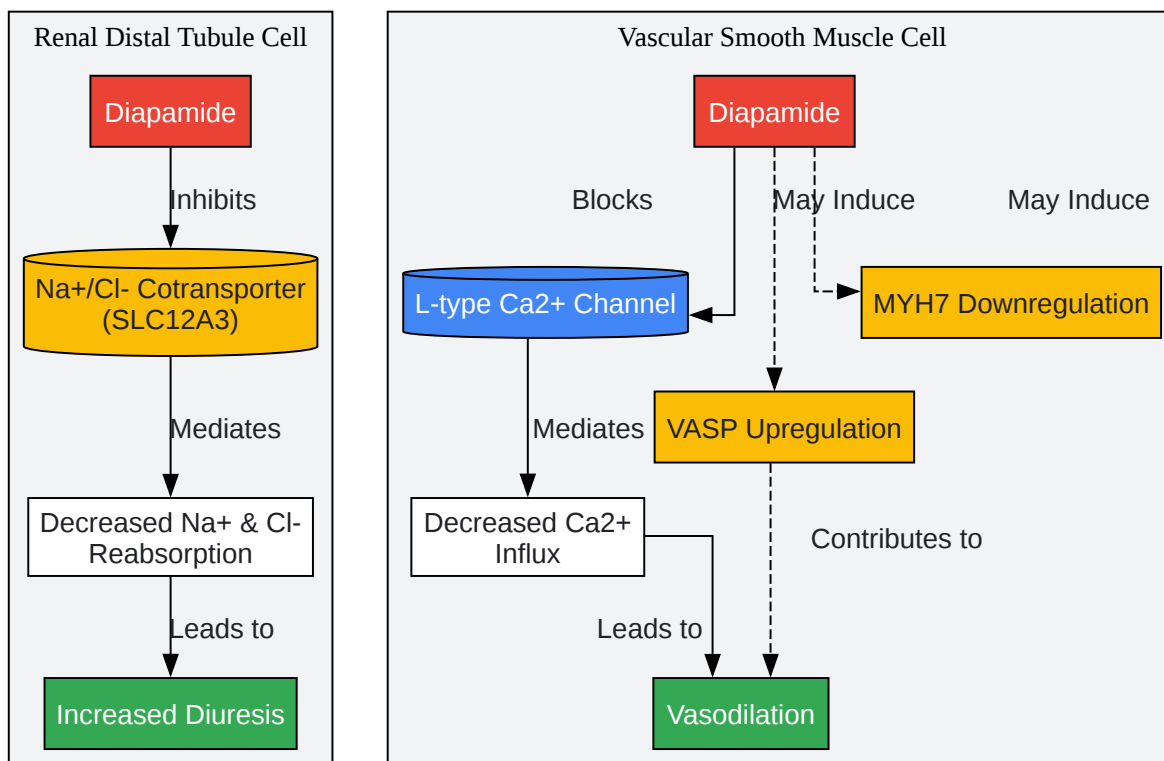 Renal Distal Tubule Cell
Diapamide
Inhibits
Na+/Cl- Cotransporter
(SLC12A3)
Mediates
Decreased Na+ & Cl-
Reabsorption
Leads to
Increased Diuresis
Vascular Smooth Muscle Cell
Diapamide
Blocks
May Induce
May Induce
L-type Ca2+ Channel
MYH7 Downregulation
VASP Upregulation
Mediates
Decreased Ca2+
Influx
Contributes to
Leads to
Vasodilation